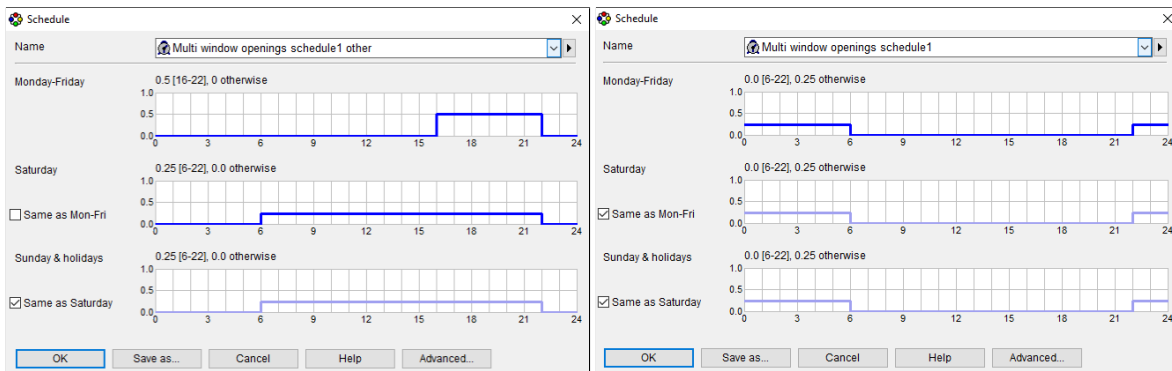 Schedule
Name
Multi window openings schedule1 other
Monday-Friday
0.5 [16-22], 0 otherwise
1.0
0.5
0.0
0 3 6 9 12 15 18 21 24
Saturday
0.25 [6-22], 0.0 otherwise
1.0
0.5
Same as Mon-Fri
0.0
0 3 6 9 12 15 18 21 24
Sunday & holidays
0.25 [6-22], 0.0 otherwise
1.0
0.5
Same as Saturday
0.0
0 3 6 9 12 15 18 21 24
OK Save as... Cancel Help Advanced...
Schedule
Name
Multi window openings schedule1
Monday-Friday
0.0 [6-22], 0.25 otherwise
1.0
0.5
0.0
0 3 6 9 12 15 18 21 24
Saturday
0.0 [6-22], 0.25 otherwise
1.0
0.5
Same as Mon-Fri
0.0
0 3 6 9 12 15 18 21 24
Sunday & holidays
0.0 [6-22], 0.25 otherwise
1.0
0.5
Same as Saturday
0.0
0 3 6 9 12 15 18 21 24
OK Save as... Cancel Help Advanced...